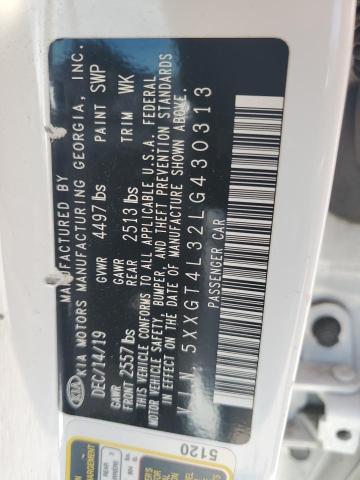 KIA
MANUFACTURED BY
KIA MOTORS MANUFACTURING GEORGIA, INC.
DEC/14/19 GVWR 4497 lbs PAINT SWP
GAWR FRONT 2557 lbs GAWR REAR 2513 lbs TRIM WK
THIS VEHICLE CONFORMS TO ALL APPLICABLE U.S.A. FEDERAL
MOTOR VEHICLE SAFETY, BUMPER, AND THEFT PREVENTION STANDARDS
IN EFFECT ON THE DATE OF MANUFACTURE SHOWN ABOVE.
V.I.N. 5XXGT4L32LG430313
PASSENGER CAR
5120
REAR